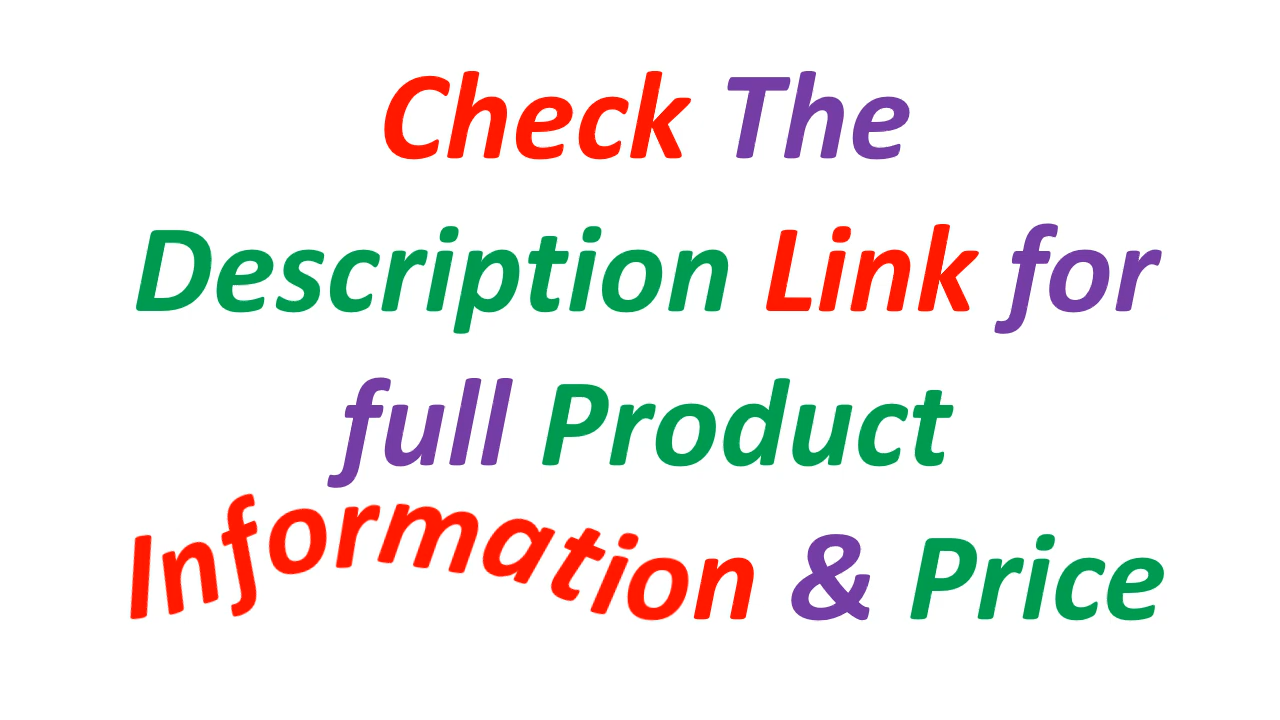 Check The
Description Link for
full Product
Information & Price